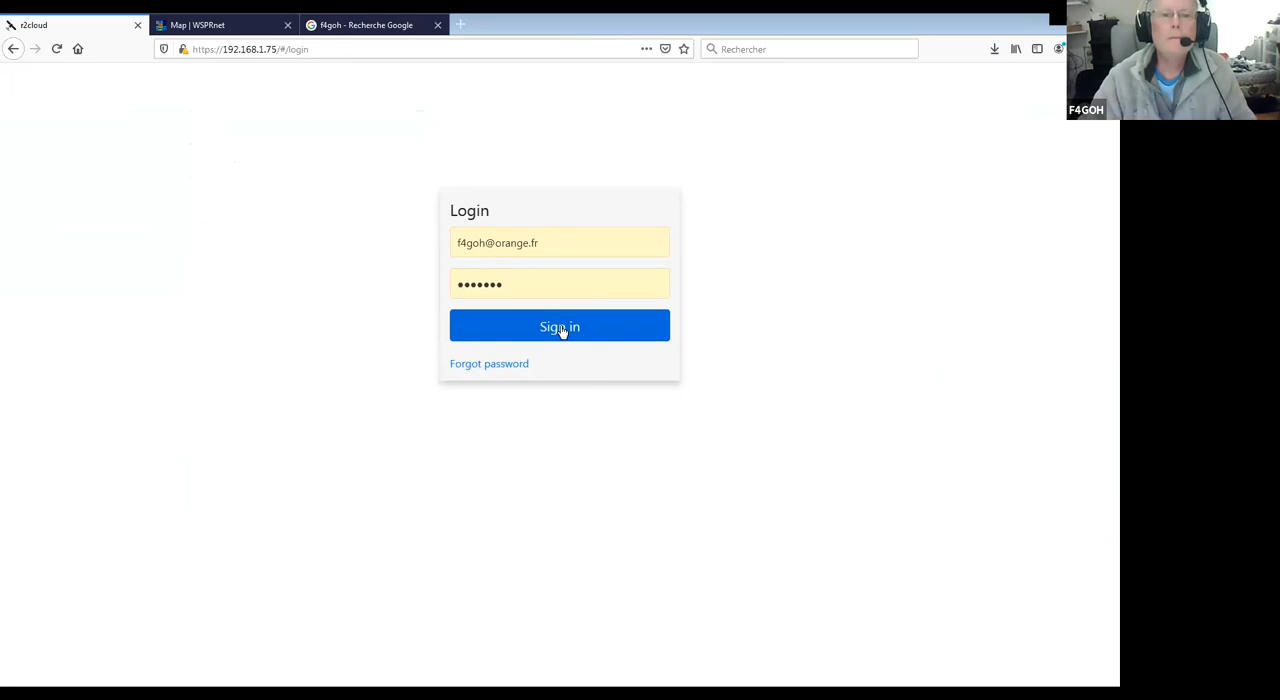 r2cloud
Map | WSPRnet
f4goh - Recherche Google
https://192.168.1.75/#/login
Rechercher
F4GOH
Login
f4goh@orange.fr
•••••••
Sign in
Forgot password